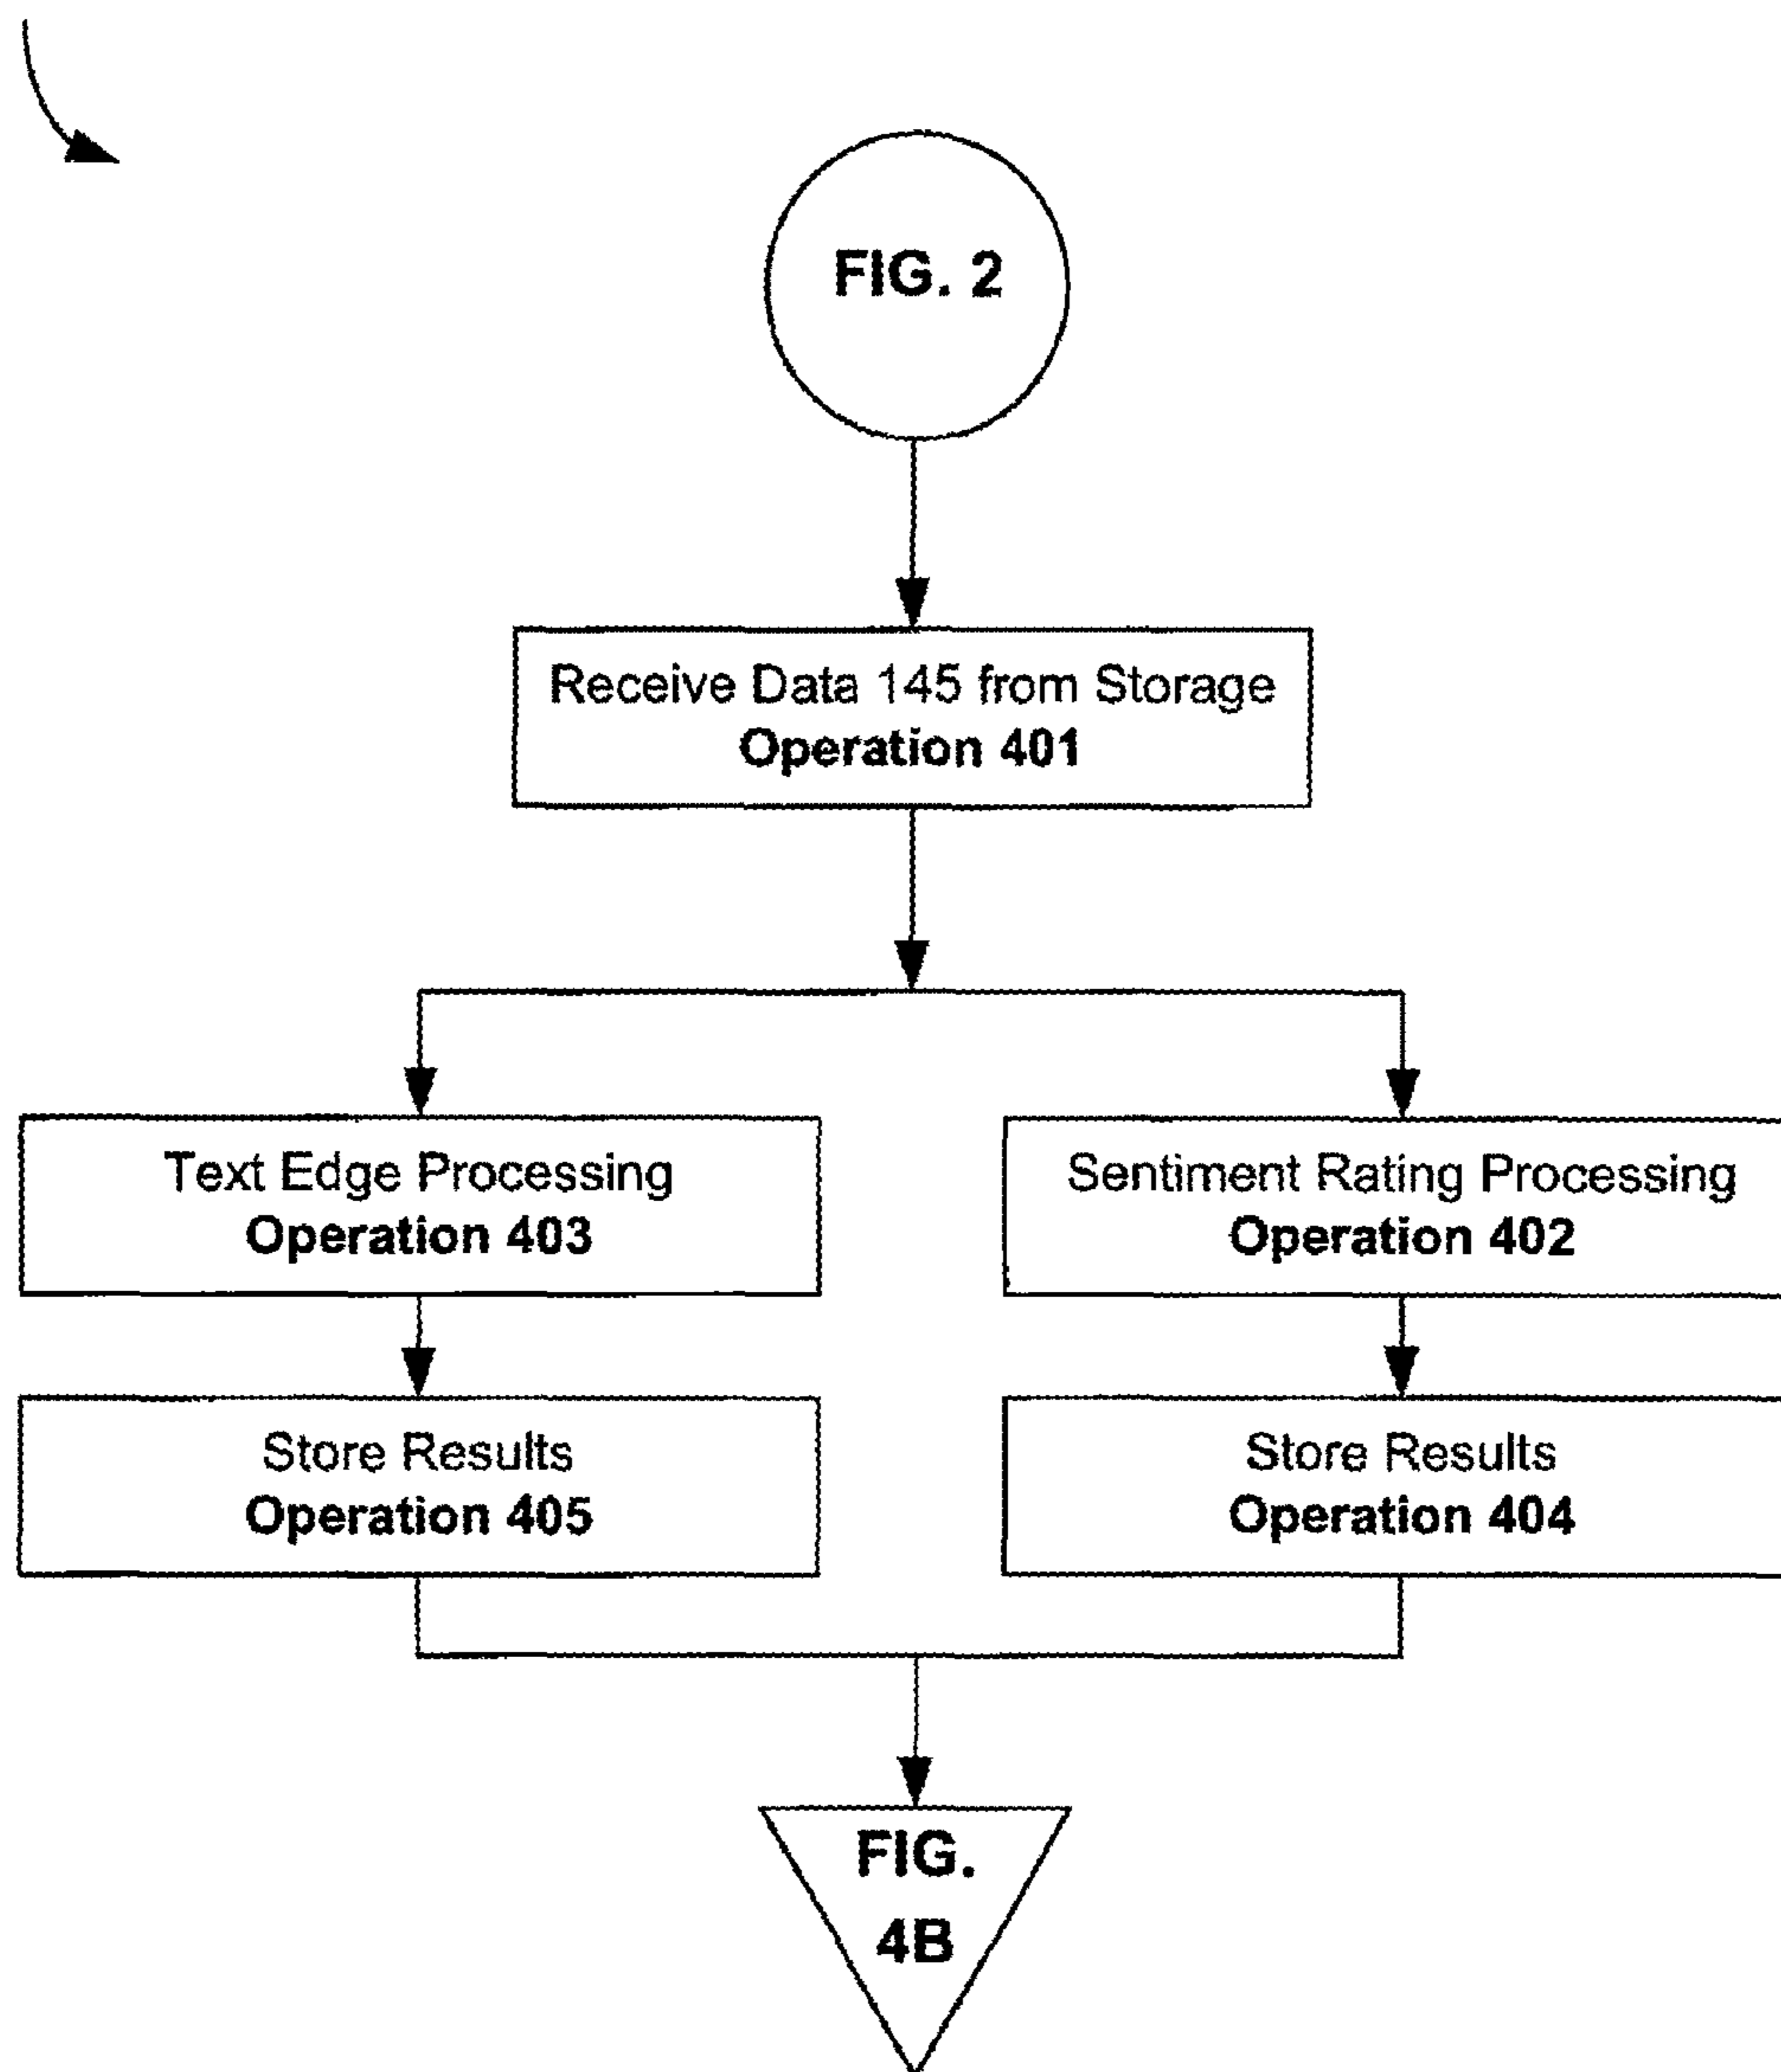 FIG. 2
Receive Data 145 from Storage
Operation 401
Text Edge Processing
Operation 403
Sentiment Rating Processing
Operation 402
Store Results
Operation 405
Store Results
Operation 404
FIG.
4B